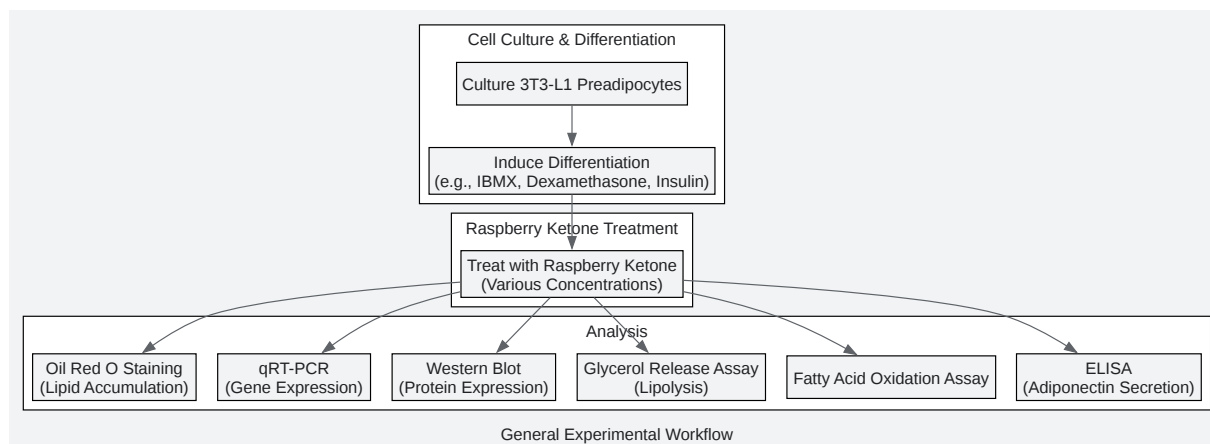 Cell Culture & Differentiation
Culture 3T3-L1 Preadipocytes
Induce Differentiation
(e.g., IBMX, Dexamethasone, Insulin)
Raspberry Ketone Treatment
Treat with Raspberry Ketone
(Various Concentrations)
Analysis
Oil Red O Staining
(Lipid Accumulation)
qRT-PCR
(Gene Expression)
Western Blot
(Protein Expression)
Glycerol Release Assay
(Lipolysis)
Fatty Acid Oxidation Assay
ELISA
(Adiponectin Secretion)
General Experimental Workflow